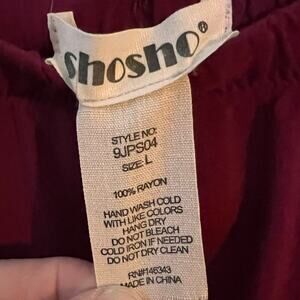 shosho®
STYLE NO:
9JPS04
SIZE: L
100% RAYON
HAND WASH COLD
WITH LIKE COLORS
HANG DRY
DO NOT BLEACH
COLD IRON IF NEEDED
DO NOT DRY CLEAN
RN#146343
MADE IN CHINA